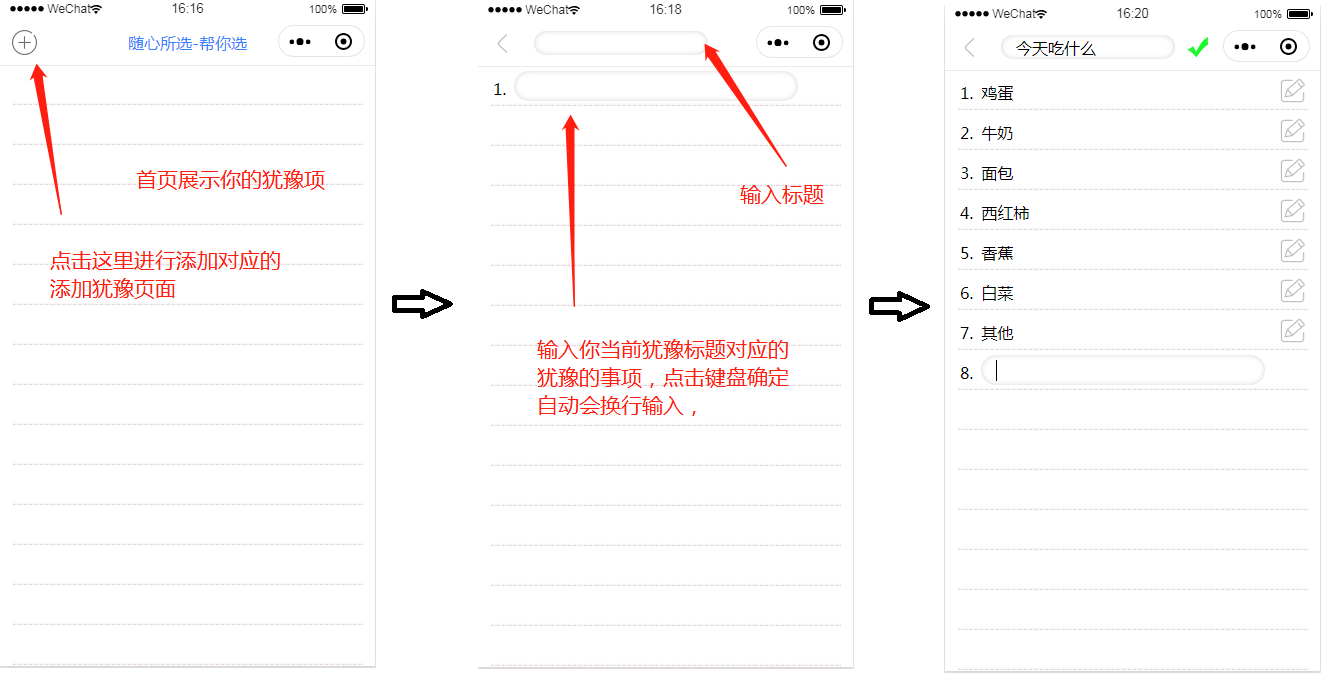 WeChat 16:16 100%
随心所选-帮你选
首页展示你的犹豫项
点击这里进行添加对应的
添加犹豫页面
WeChat 16:18 100%
1.
输入标题
输入你当前犹豫标题对应的
犹豫的事项，点击键盘确定
自动会换行输入，
WeChat 16:20 100%
今天吃什么
1. 鸡蛋
2. 牛奶
3. 面包
4. 西红柿
5. 香蕉
6. 白菜
7. 其他
8.